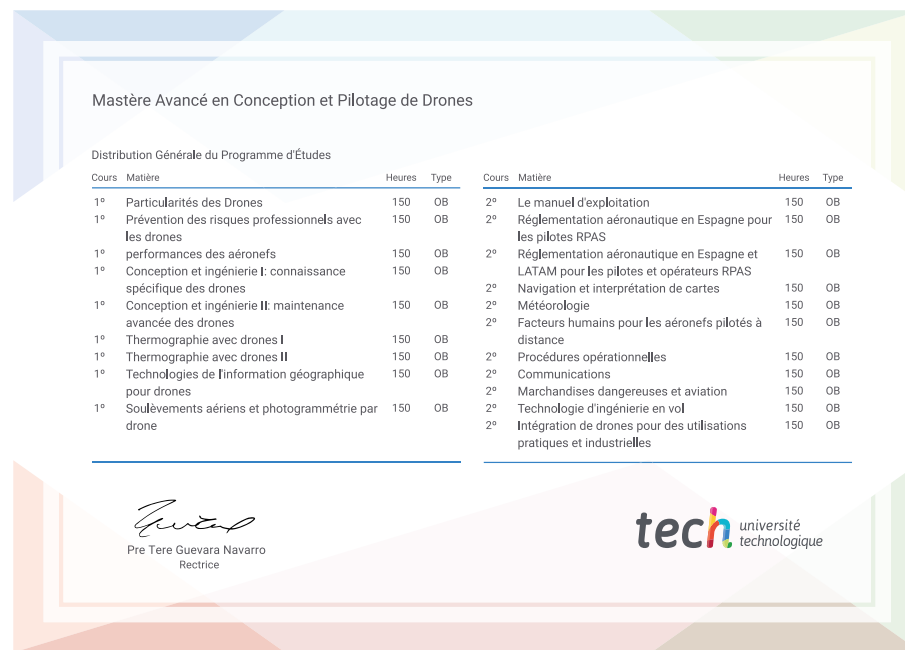 Mastère Avancé en Conception et Pilotage de Drones
Distribution Générale du Programme d'Études
Cours Matière Heures Type
1º Particularités des Drones 150 OB
1º Prévention des risques professionnels avec 150 OB
les drones
1º performances des aéronefs 150 OB
1º Conception et ingénierie I: connaissance 150 OB
spécifique des drones
1º Conception et ingénierie II: maintenance 150 OB
avancée des drones
1º Thermographie avec drones I 150 OB
1º Thermographie avec drones II 150 OB
1º Technologies de l'information géographique 150 OB
pour drones
1º Soulèvements aériens et photogrammétrie par 150 OB
drone
Cours Matière Heures Type
2º Le manuel d'exploitation 150 OB
2º Réglementation aéronautique en Espagne pour 150 OB
les pilotes RPAS
2º Réglementation aéronautique en Espagne et 150 OB
LATAM pour les pilotes et opérateurs RPAS
2º Navigation et interprétation de cartes 150 OB
2º Météorologie 150 OB
2º Facteurs humains pour les aéronefs pilotés à 150 OB
distance
2º Procédures opérationnelles 150 OB
2º Communications 150 OB
2º Marchandises dangereuses et aviation 150 OB
2º Technologie d'ingénierie en vol 150 OB
2º Intégration de drones pour des utilisations 150 OB
pratiques et industrielles
Pre Tere Guevara Navarro
Rectrice
tech université
technologique